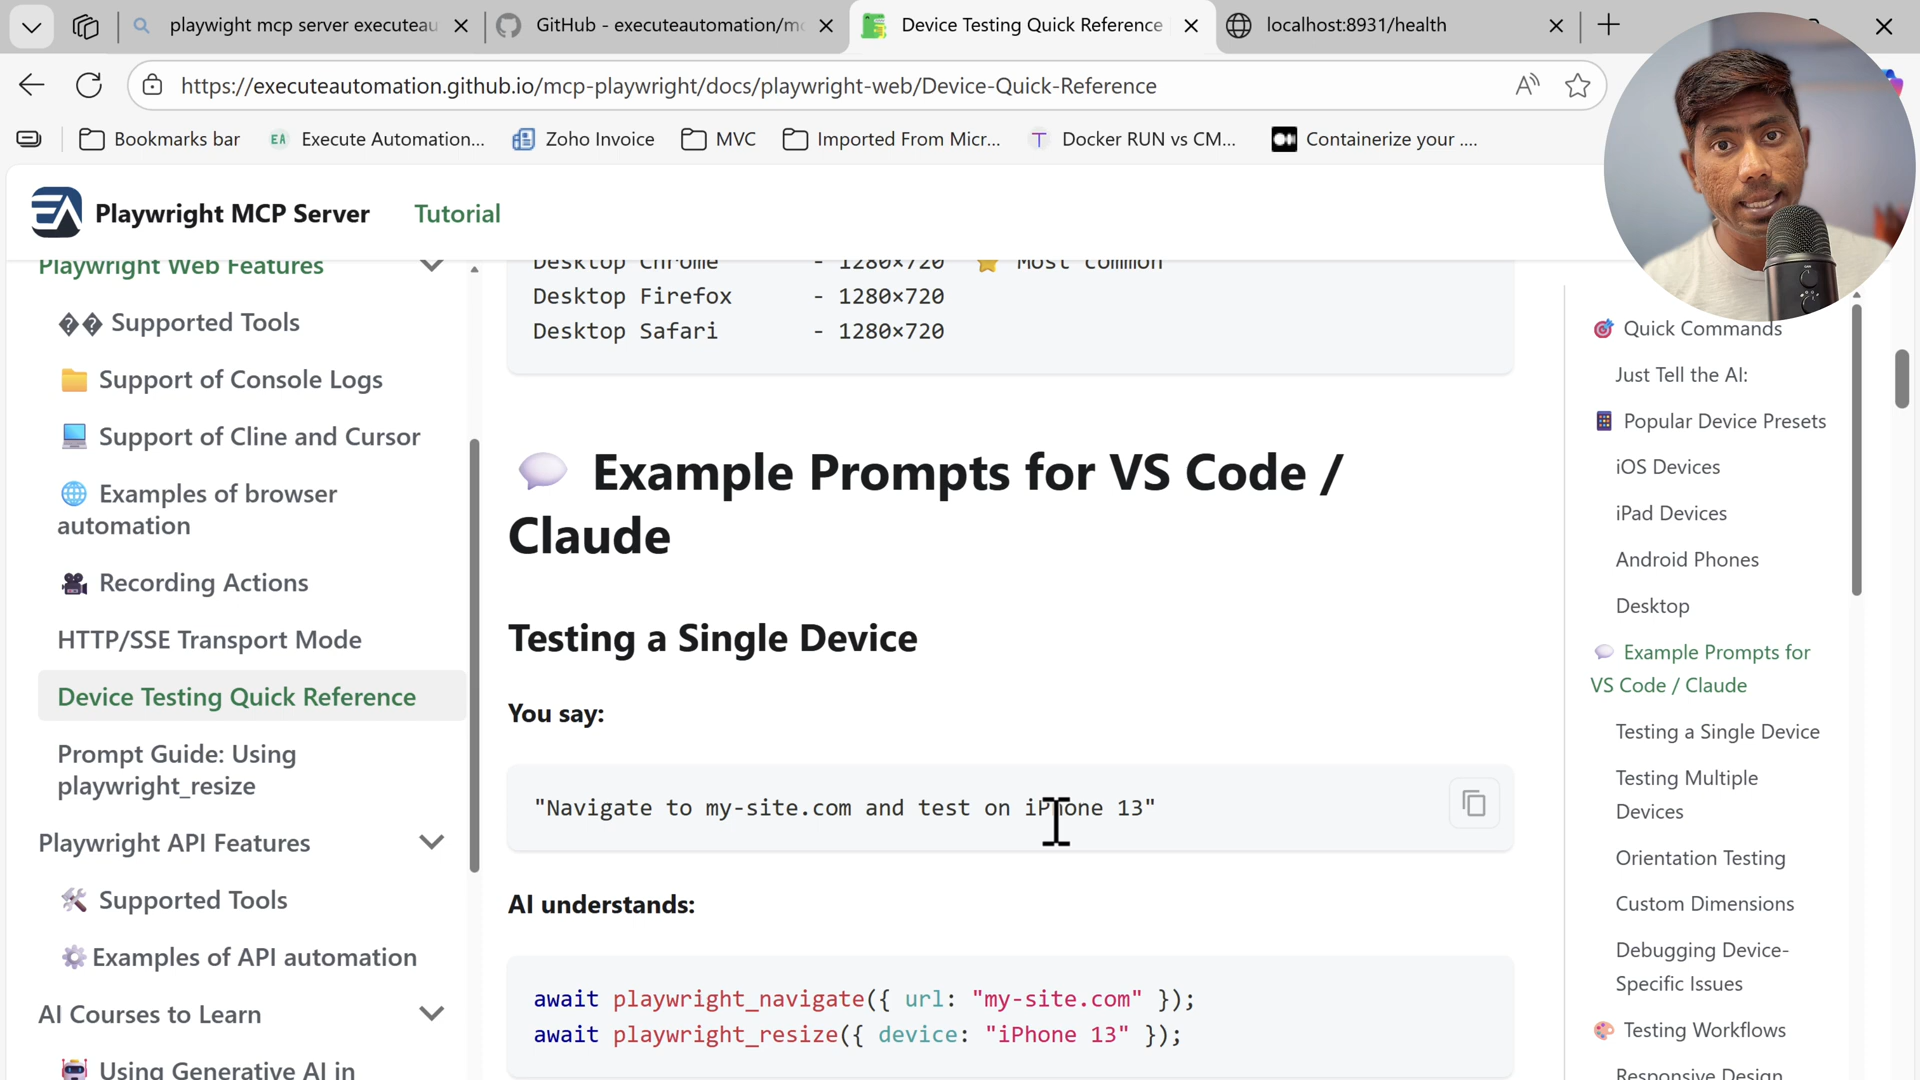 playwight mcp server executeau
GitHub - executeautomation/mc
Device Testing Quick Reference
localhost:8931/health
https://executeautomation.github.io/mcp-playwright/docs/playwright-web/Device-Quick-Reference
Bookmarks bar
EA Execute Automation...
Zoho Invoice
MVC
Imported From Micr...
T Docker RUN vs CM...
Containerize your ....
Playwright MCP Server
Tutorial
Playwright Web Features
Supported Tools
Support of Console Logs
Support of Cline and Cursor
Examples of browser
automation
Recording Actions
HTTP/SSE Transport Mode
Device Testing Quick Reference
Prompt Guide: Using
playwright_resize
Playwright API Features
Supported Tools
Examples of API automation
AI Courses to Learn
Using Generative AI in
Desktop Chrome - 1280×720 ⭐ Most common
Desktop Firefox - 1280×720
Desktop Safari - 1280×720
Example Prompts for VS Code /
Claude
Testing a Single Device
You say:
"Navigate to my-site.com and test on iPhone 13"
AI understands:
await playwright_navigate({ url: "my-site.com" });
await playwright_resize({ device: "iPhone 13" });
Quick Commands
Just Tell the AI:
Popular Device Presets
iOS Devices
iPad Devices
Android Phones
Desktop
Example Prompts for
VS Code / Claude
Testing a Single Device
Testing Multiple
Devices
Orientation Testing
Custom Dimensions
Debugging Device-
Specific Issues
Testing Workflows
Responsive Design